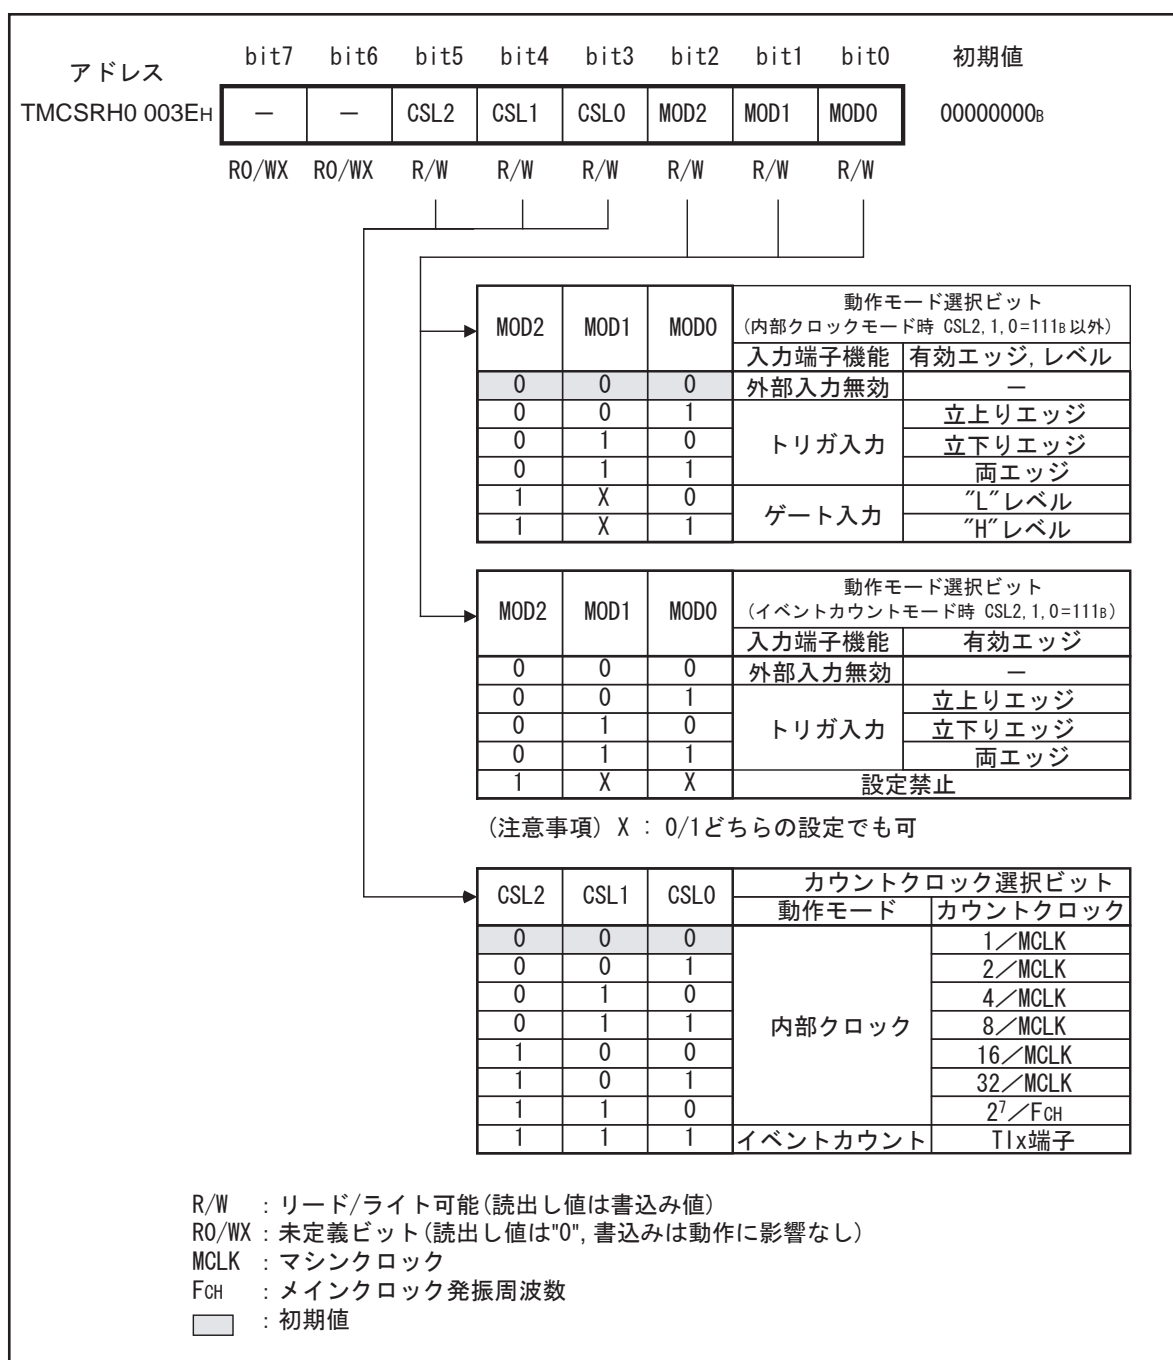 bit7 bit6 bit5 bit4 bit3 bit2 bit1 bit0 初期値
アドレス
TMCSRH0 003EH － － CSL2 CSL1 CSL0 MOD2 MOD1 MOD0 00000000B
R0/WX R0/WX R/W R/W R/W R/W R/W R/W
MOD2 MOD1 MOD0 動作モード選択ビット
(内部クロックモード時 CSL2,1,0=111B以外)
入力端子機能 有効エッジ,レベル
0 0 0 外部入力無効 －
0 0 1 トリガ入力 立上りエッジ
0 1 0 立下りエッジ
0 1 1 両エッジ
1 X 0 ゲート入力 "L"レベル
1 X 1 "H"レベル
MOD2 MOD1 MOD0 動作モード選択ビット
(イベントカウントモード時 CSL2,1,0=111B)
入力端子機能 有効エッジ
0 0 0 外部入力無効 －
0 0 1 トリガ入力 立上りエッジ
0 1 0 立下りエッジ
0 1 1 両エッジ
1 X X 設定禁止
(注意事項) X : 0/1どちらの設定でも可
CSL2 CSL1 CSL0 カウントクロック選択ビット
動作モード カウントクロック
0 0 0 内部クロック 1／MCLK
0 0 1 2／MCLK
0 1 0 4／MCLK
0 1 1 8／MCLK
1 0 0 16／MCLK
1 0 1 32／MCLK
1 1 0 2⁷／FCH
1 1 1 イベントカウント TIx端子
R/W : リード/ライト可能(読出し値は書込み値)
R0/WX : 未定義ビット(読出し値は"0",書込みは動作に影響なし)
MCLK : マシンクロック
FCH : メインクロック発振周波数
: 初期値